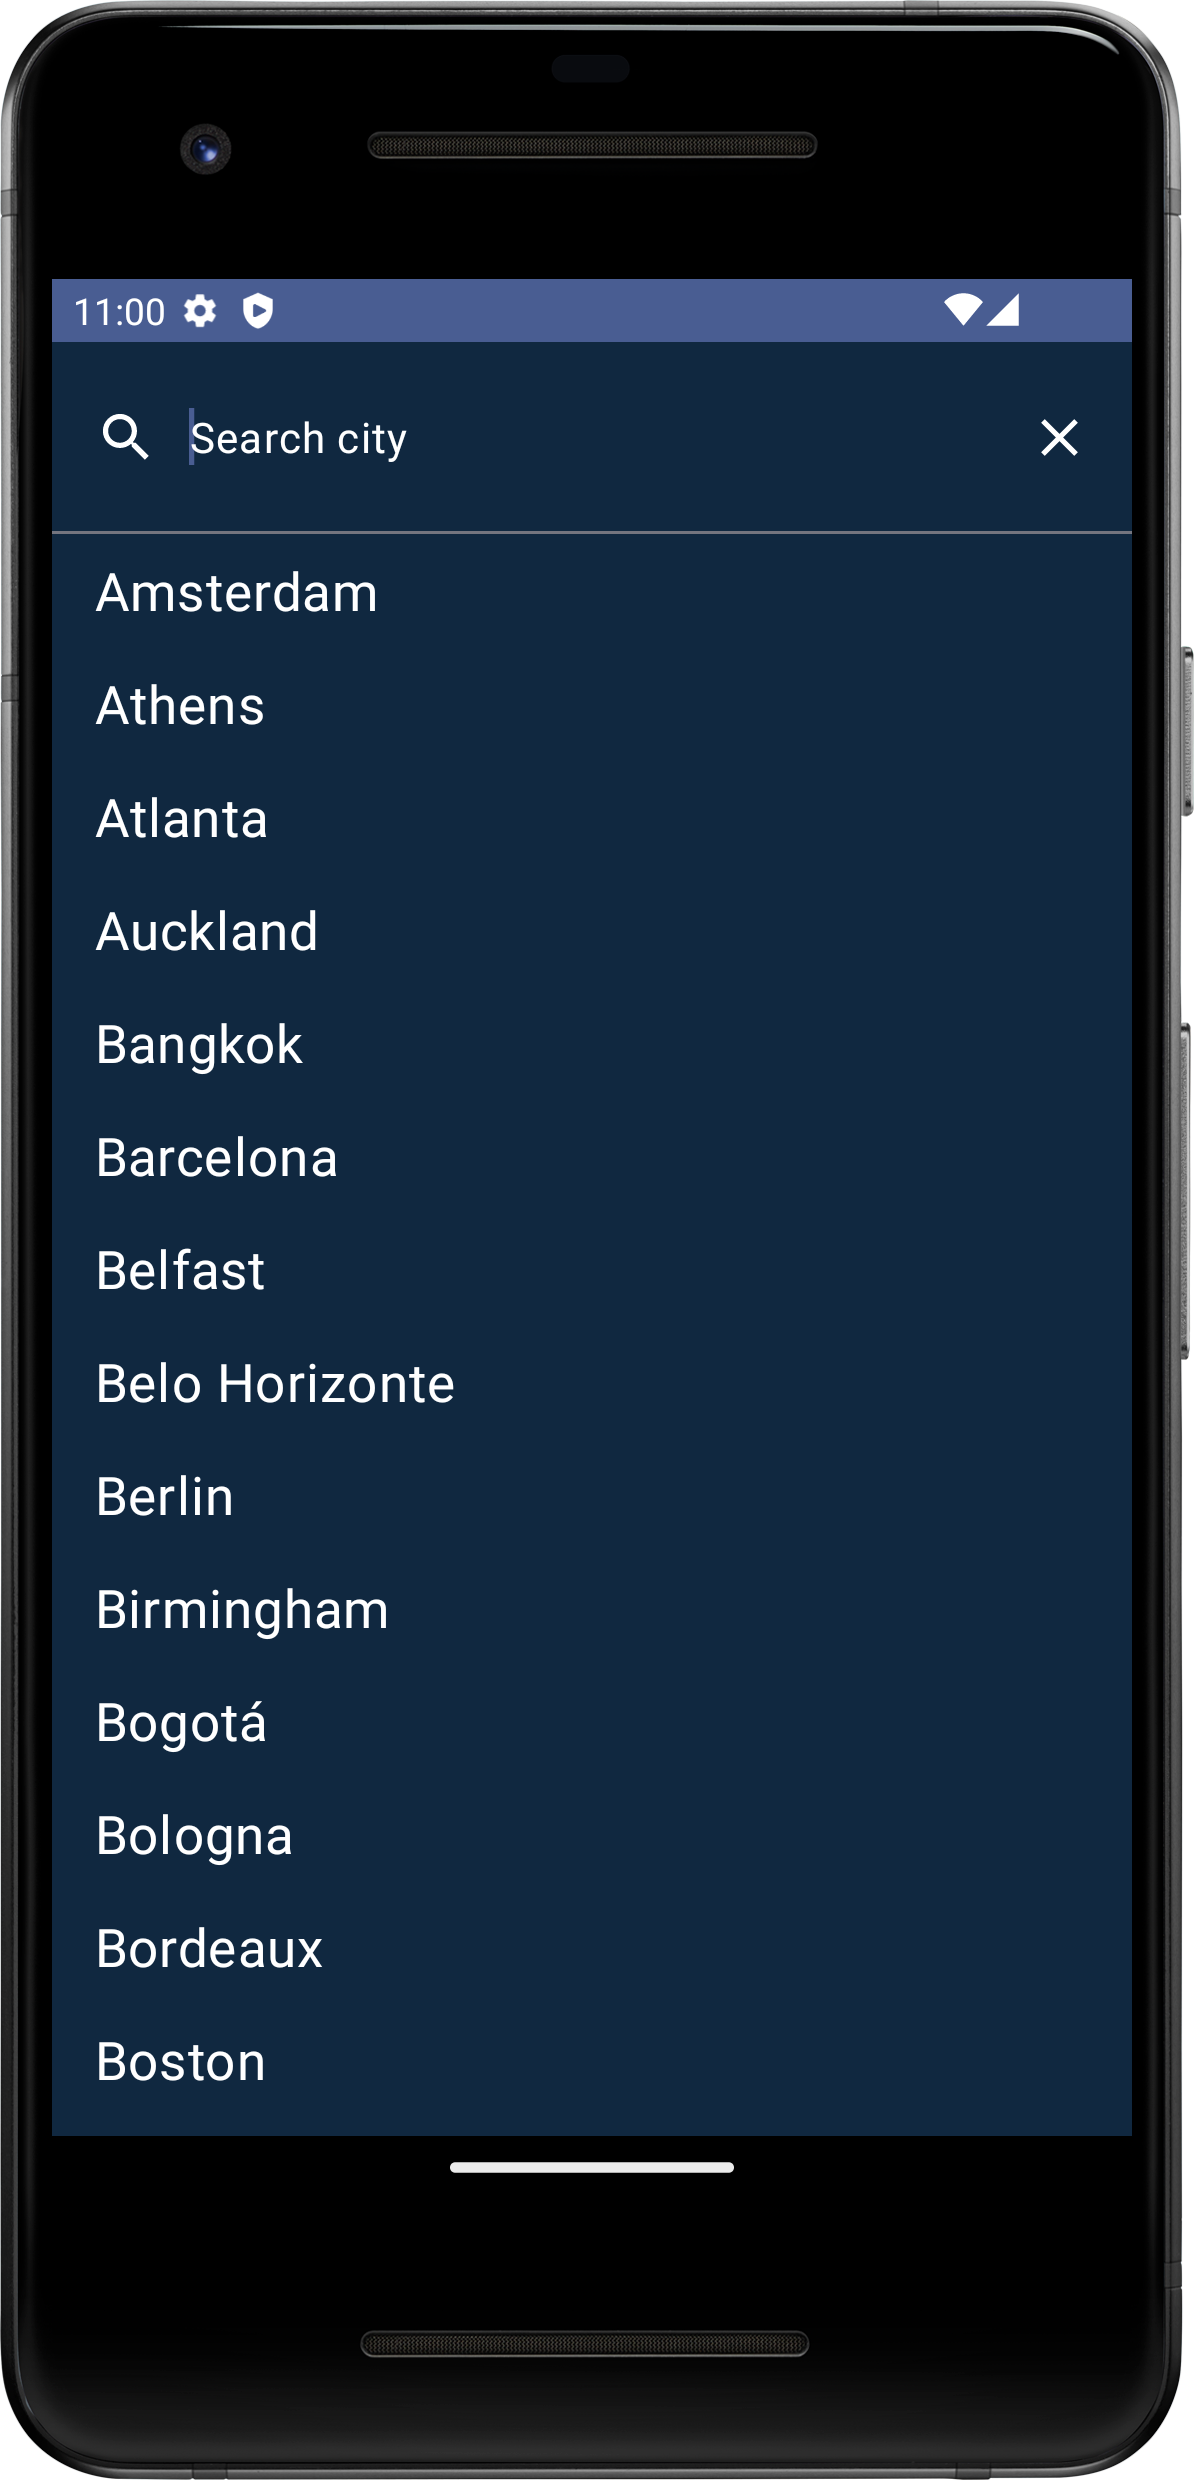 11:00
Search city
Amsterdam
Athens
Atlanta
Auckland
Bangkok
Barcelona
Belfast
Belo Horizonte
Berlin
Birmingham
Bogotá
Bologna
Bordeaux
Boston